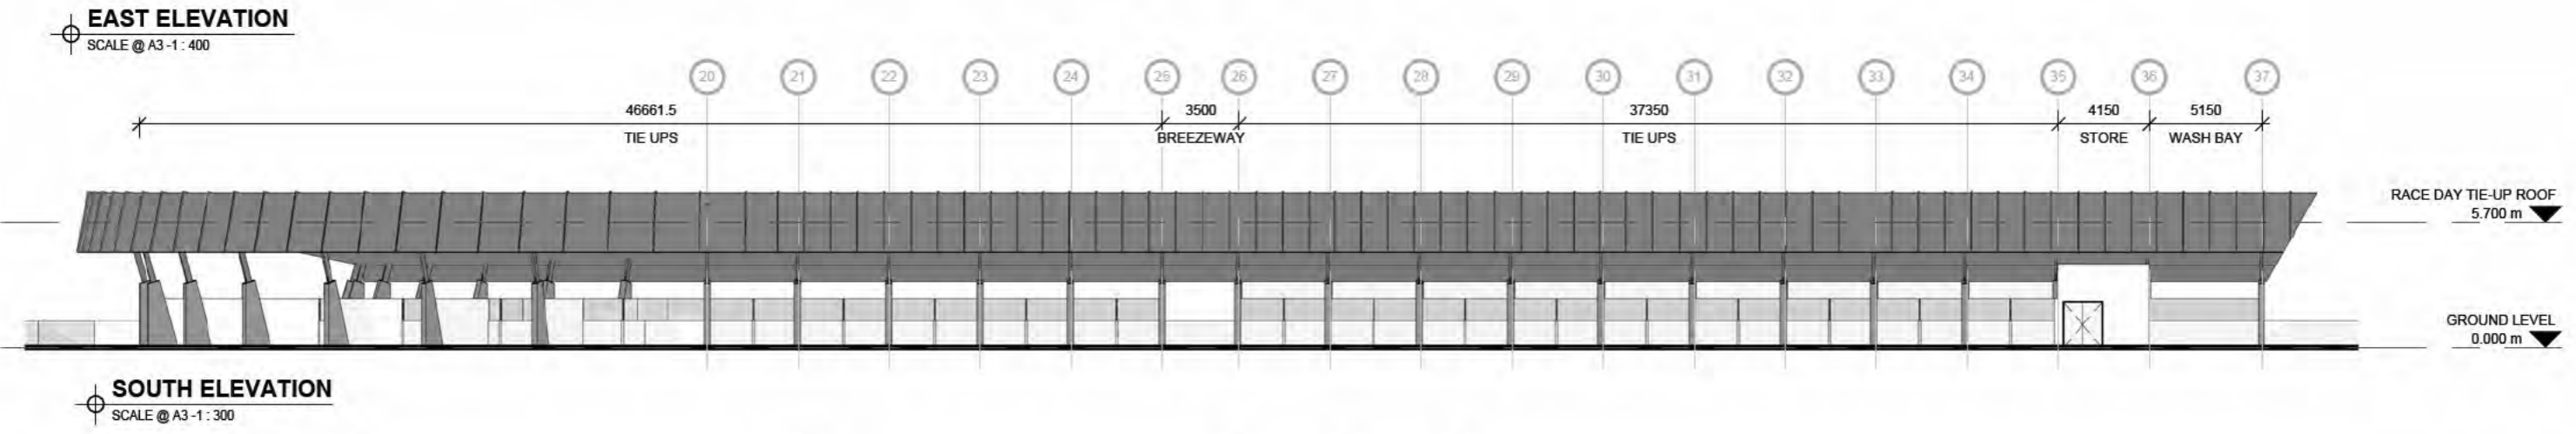 EAST ELEVATION
SCALE @ A3 -1 : 400
20 21 22 23 24 25 26 27 28 29 30 31 32 33 34 35 36 37
46661.5 3500 37350 4150 5150
TIE UPS BREEZEWAY TIE UPS STORE WASH BAY
RACE DAY TIE-UP ROOF
5.700 m
GROUND LEVEL
0.000 m
SOUTH ELEVATION
SCALE @ A3 -1 : 300